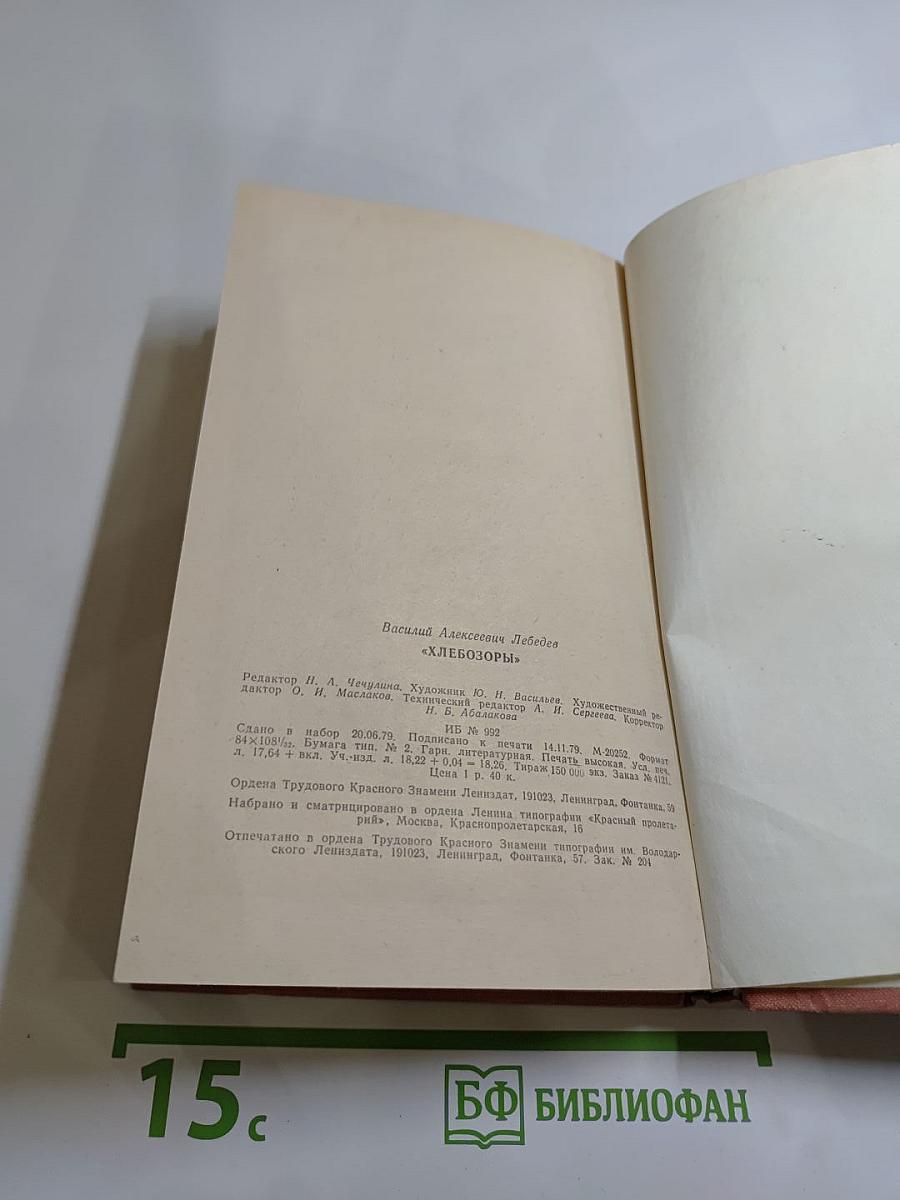 Василий Алексеевич Лебедев
«ХЛЕБОЗОРЫ»
Редактор Н. А. Чечулина. Художник Ю. Н. Васильев. Художественный ре-
дактор О. И. Маслаков. Технический редактор А. И. Сергеева. Корректор
Н. Б. Абалакова
ИБ № 992
Сдано в набор 20.06.79. Подписано к печати 14.11.79. М-20252. Формат
84×108¹/₃₂. Бумага тип. № 2. Гарн. литературная. Печать высокая. Усл. печ.
л. 17,64 + вкл. Уч.-изд. л. 18,22 + 0,04 = 18,26. Тираж 150 000 экз. Заказ № 4121.
Цена 1 р. 40 к.
Ордена Трудового Красного Знамени Лениздат, 191023, Ленинград, Фонтанка, 59
Набрано и сматрицировано в ордена Ленина типографии «Красный пролета-
рий», Москва, Краснопролетарская, 16
Отпечатано в ордена Трудового Красного Знамени типографии им. Володар-
ского Лениздата, 191023, Ленинград, Фонтанка, 57. Зак. № 204
15 с
БФ БИБЛИОФАН